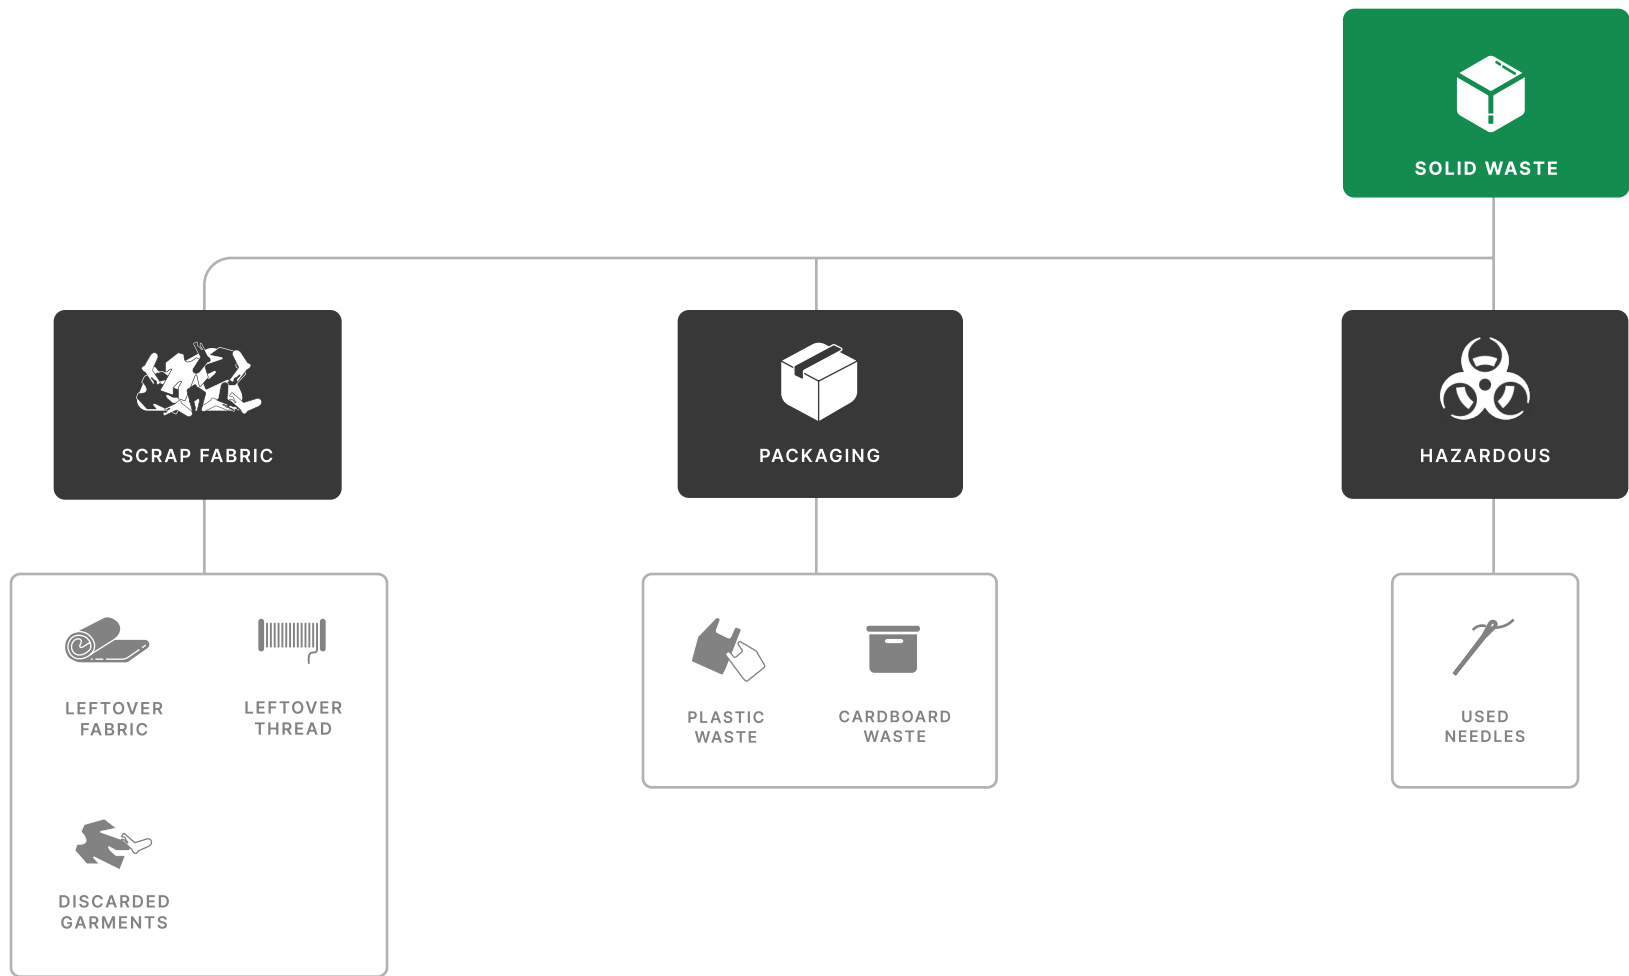 SOLID WASTE
SCRAP FABRIC
PACKAGING
HAZARDOUS
LEFTOVER
FABRIC
LEFTOVER
THREAD
DISCARDED
GARMENTS
PLASTIC
WASTE
CARDBOARD
WASTE
USED
NEEDLES